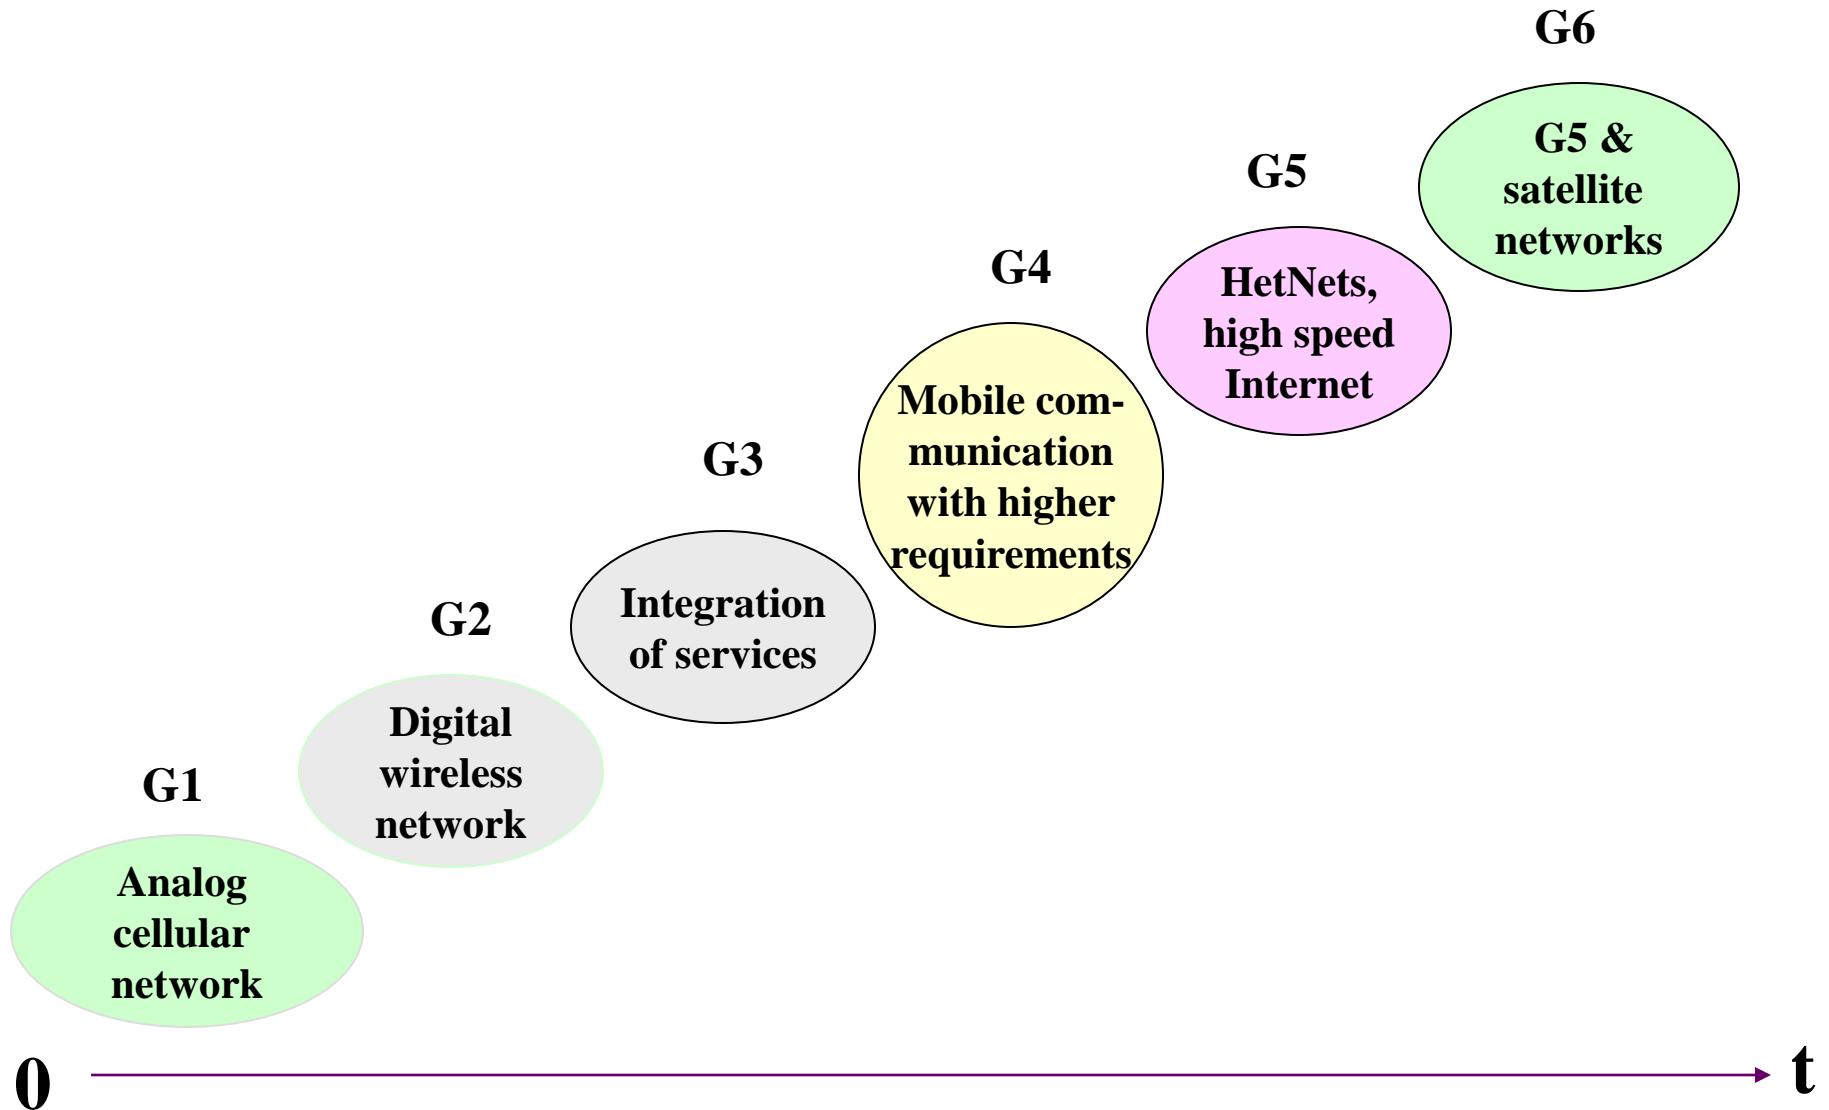 G6
G5 &
satellite
networks
G5
HetNets,
high speed
Internet
G4
Mobile com-
munication
with higher
requirements
G3
Integration
of services
G2
Digital
wireless
network
G1
Analog
cellular
network
0
t